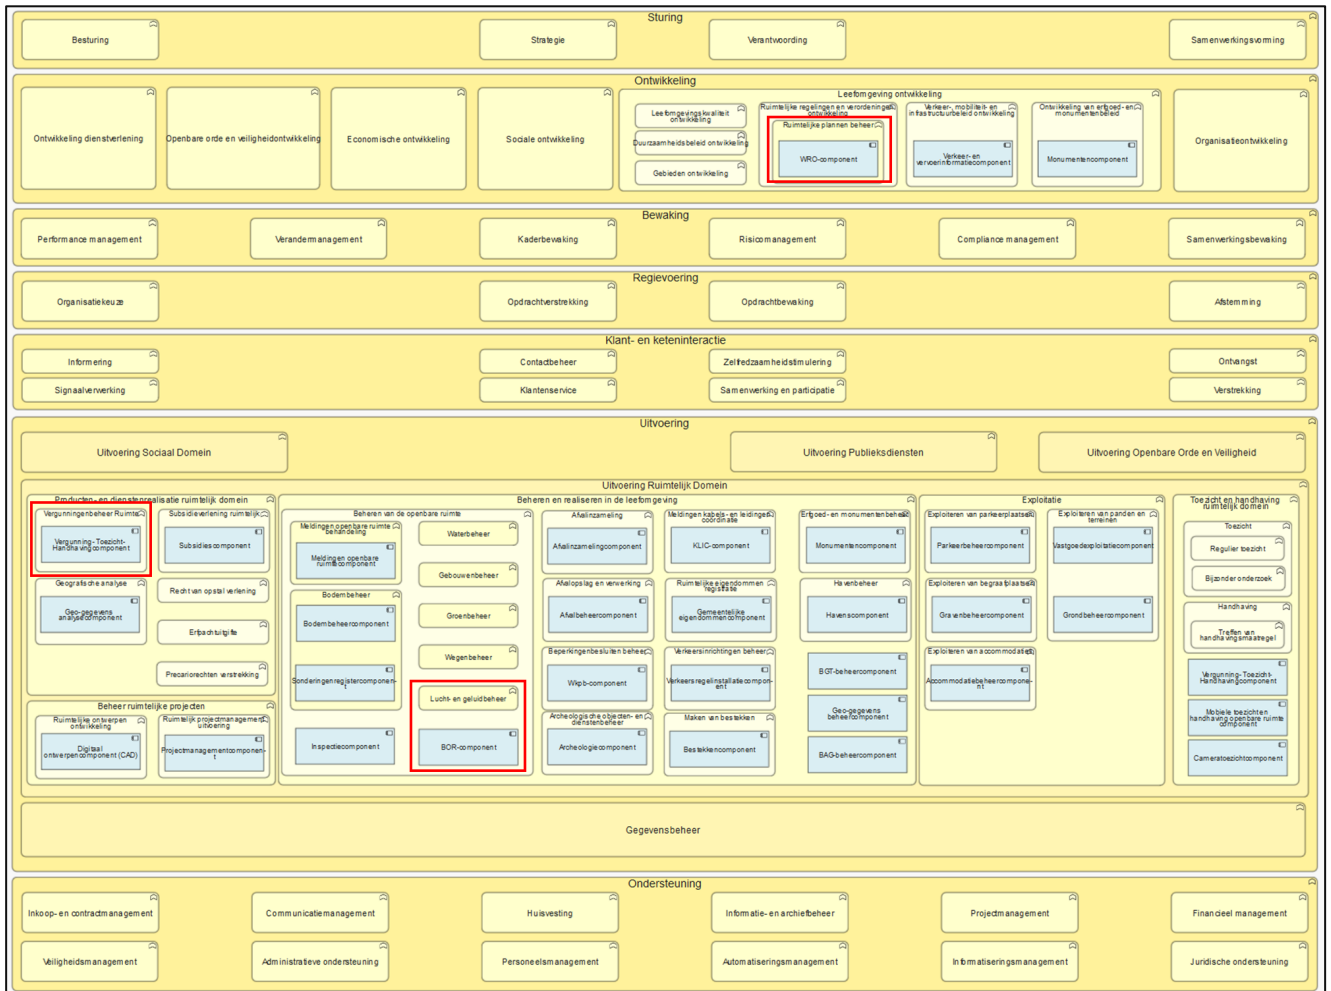 Sturing
Besturing
Strategie
Verantwoording
Samenwerkingsvorming
Ontwikkeling
Ontwikkeling dienstverlening
Openbare orde en veiligheidontwikkeling
Economische ontwikkeling
Sociale ontwikkeling
Leefomgeving ontwikkeling
Leefomgevingskwaliteit
ontwikkeling
Duurzaamheidsbeleid ontwikkeling
Gebieden ontwikkeling
Ruimtelijke regelingen en verordeningen
ontwikkeling
Ruimtelijke plannen beheer
WRO-component
Verkeer-, mobiliteit- en
infrastructuurbeleid ontwikkeling
Verkeer- en
vervoerinformatiecomponent
Ontwikkeling van erfgoed- en
monumentenbeleid
Monumentencomponent
Organisatieontwikkeling
Bewaking
Performance management
Verandermanagement
Kaderbewaking
Risicomanagement
Compliance management
Samenwerkingsbewaking
Regievoering
Organisatiekeuze
Opdrachtverstrekking
Opdrachtbewaking
Afstemming
Klant- en keteninteractie
Informering
Contactbeheer
Zelfredzaamheidstimulering
Ontvangst
Signaalverwerking
Klantenservice
Samenwerking en participatie
Verstrekking
Uitvoering
Uitvoering Sociaal Domein
Uitvoering Publieksdiensten
Uitvoering Openbare Orde en Veiligheid
Uitvoering Ruimtelijk Domein
Producten- en dienstenrealisatie ruimtelijk domein
Vergunningenbeheer Ruimte
Vergunning-Toezicht-
Handhavingcomponent
Subsidieverlening ruimtelijk
Subsidiescomponent
Geografische analyse
Geo-gegevens
analysecomponent
Recht van opstal verlening
Erfpachtuitgifte
Precariorechten verstrekking
Beheer ruimtelijke projecten
Ruimtelijke ontwerpen
ontwikkeling
Digitaal
ontwerpencomponent (CAD)
Ruimtelijk projectmanagement
uitvoering
Projectmanagementcomponen-
t
Beheren en realiseren in de leefomgeving
Beheren van de openbare ruimte
Meldingen openbare ruimte
behandeling
Meldingen openbare
ruimtecomponent
Bodembeheer
Bodembeheercomponent
Sonderingenregistercomponen-
t
Inspectiecomponent
Waterbeheer
Gebouwenbeheer
Groenbeheer
Wegenbeheer
Lucht- en geluidbeheer
BOR-component
Afvalinzameling
Afvalinzamelingcomponent
Afvalopslag en verwerking
Afvalbeheercomponent
Beperkingenbesluiten beheer
Wkpb-component
Archeologische objecten- en
dienstenbeheer
Archeologiecomponent
Meldingen kabels- en leidingen
coördinatie
KLIC-component
Ruimtelijke eigendommen
registratie
Gemeentelijke
eigendommencomponent
Verkeersinrichtingen beheer
Verkeersregelinstallatiecompon-
ent
Maken van bestekken
Bestekkencomponent
Erfgoed- en monumentenbeheer
Monumentencomponent
Havenbeheer
Havenscomponent
BGT-beheercomponent
Geo-gegevens
beheercomponent
BAG-beheercomponent
Exploitatie
Exploiteren van parkeerplaatsen
Parkeerbeheercomponent
Exploiteren van begraafplaatsen
Gravenbeheercomponent
Exploiteren van accommodaties
Accommodatiebeheercompone-
nt
Exploiteren van panden en
terreinen
Vastgoedexploitatiecomponent
Grondbeheercomponent
Toezicht en handhaving
ruimtelijk domein
Toezicht
Regulier toezicht
Bijzonder onderzoek
Handhaving
Treffen van
handhavingsmaatregel
Vergunning-Toezicht-
Handhavingcomponent
Mobiele toezicht en
handhaving openbare ruimte
component
Cameratoezichtcomponent
Gegevensbeheer
Ondersteuning
Inkoop- en contractmanagement
Communicatiemanagement
Huisvesting
Informatie- en archiefbeheer
Projectmanagement
Financieel management
Veiligheidsmanagement
Administratieve ondersteuning
Personeelsmanagement
Automatiseringsmanagement
Informatiseringsmanagement
Juridische ondersteuning